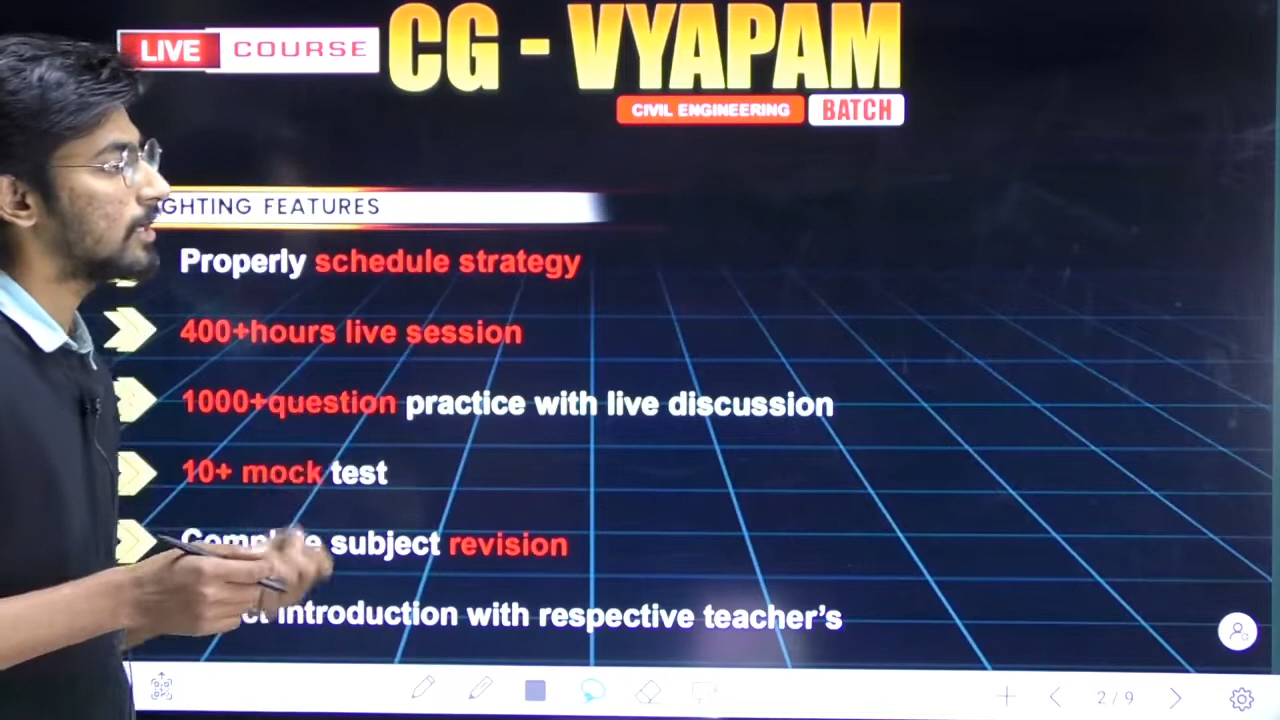 LIVE COURSE CG - VYAPAM
CIVIL ENGINEERING BATCH
GHTING FEATURES
Properly schedule strategy
400+hours live session
1000+question practice with live discussion
10+ mock test
subject revision
introduction with respective teacher's
2 / 9